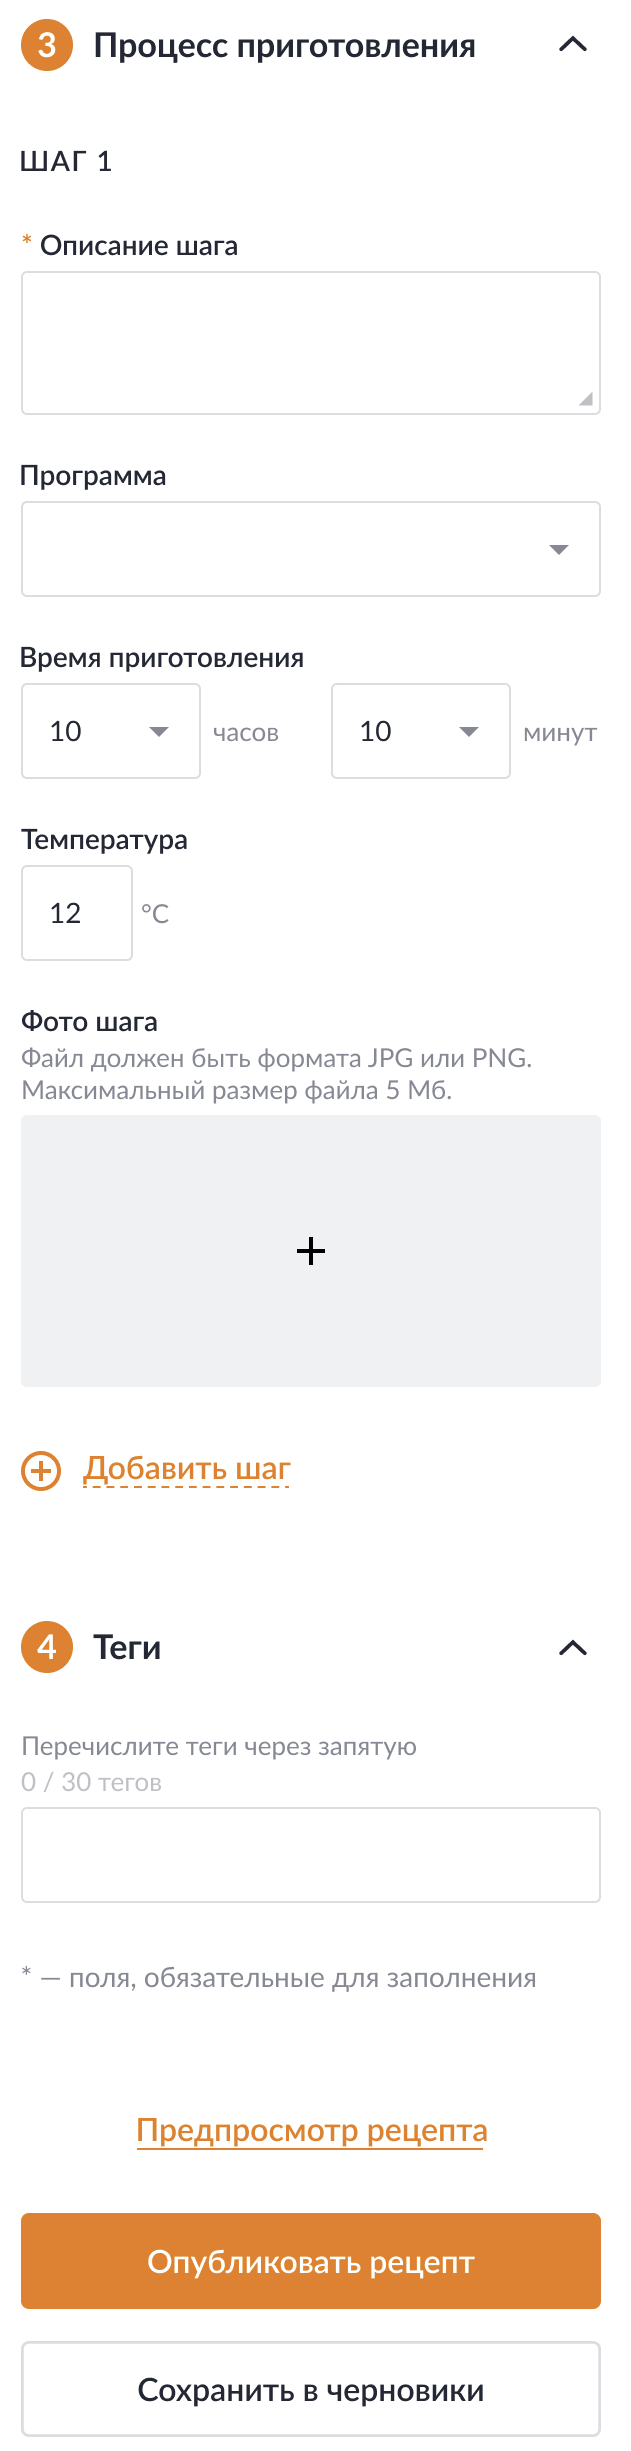 3 Процесс приготовления
ШАГ 1
* Описание шага
Программа
Время приготовления
10 часов 10 минут
Температура
12 °C
Фото шага
Файл должен быть формата JPG или PNG.
Максимальный размер файла 5 Мб.
Добавить шаг
4 Теги
Перечислите теги через запятую
0 / 30 тегов
* — поля, обязательные для заполнения
Предпросмотр рецепта
Опубликовать рецепт
Сохранить в черновики